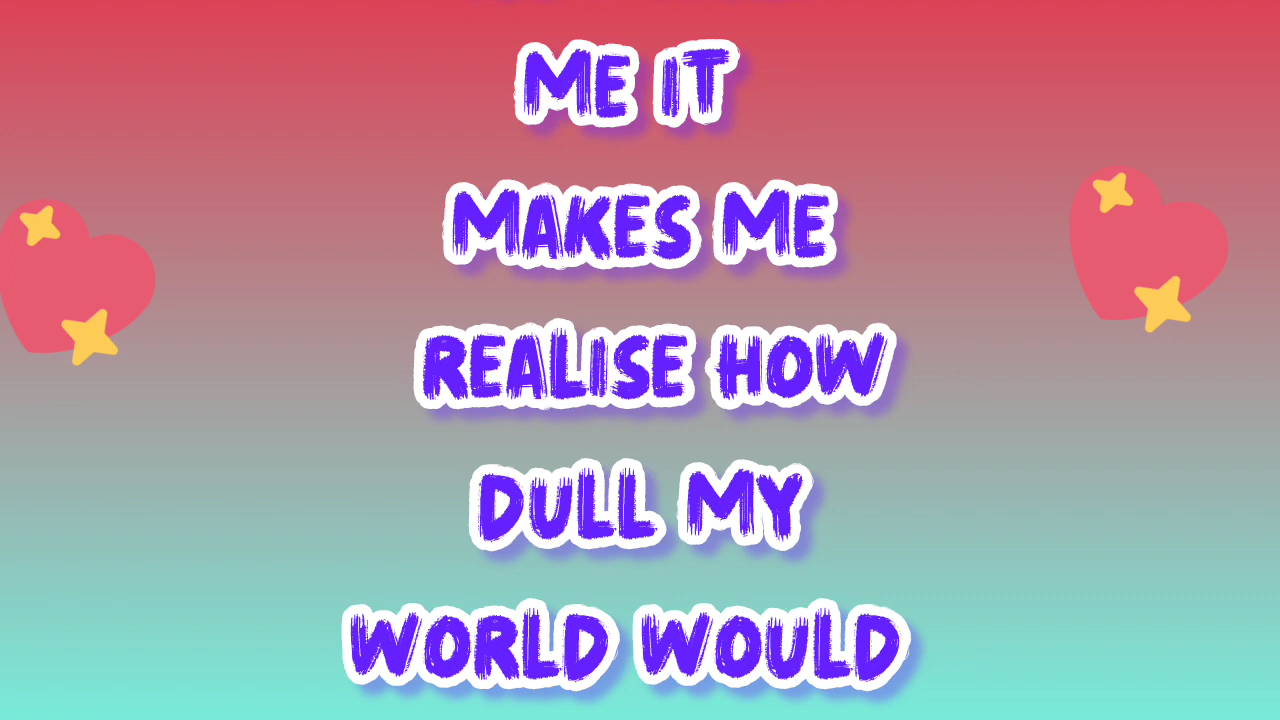 ME IT
MAKES ME
REALISE HOW
DULL MY
WORLD WOULD